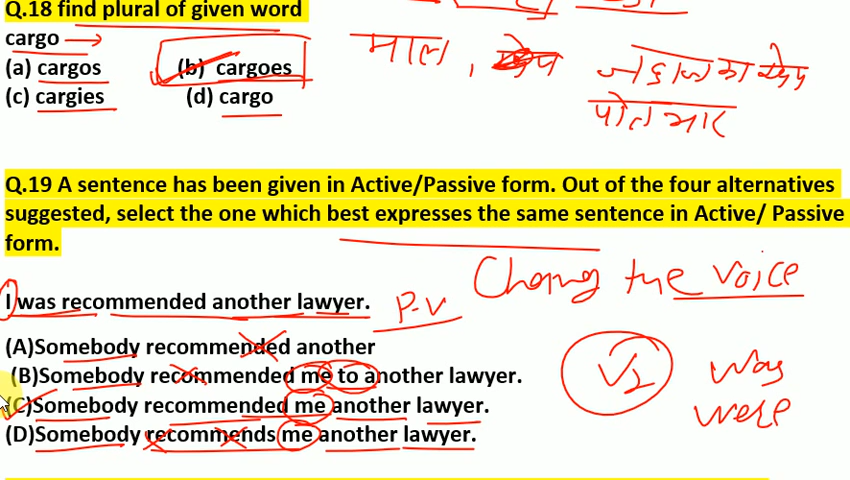 Q.18 find plural of given word
cargo
(a) cargos (b) cargoes
(c) cargies (d) cargo
माल,
पोत भार
Q.19 A sentence has been given in Active/Passive form. Out of the four alternatives
suggested, select the one which best expresses the same sentence in Active/ Passive
form.
Chang the voice
I was recommended another lawyer. P-V
(A)Somebody recommended another
(B)Somebody recommended me to another lawyer.
(C)Somebody recommended me another lawyer.
(D)Somebody recommends me another lawyer.
V2
was
were